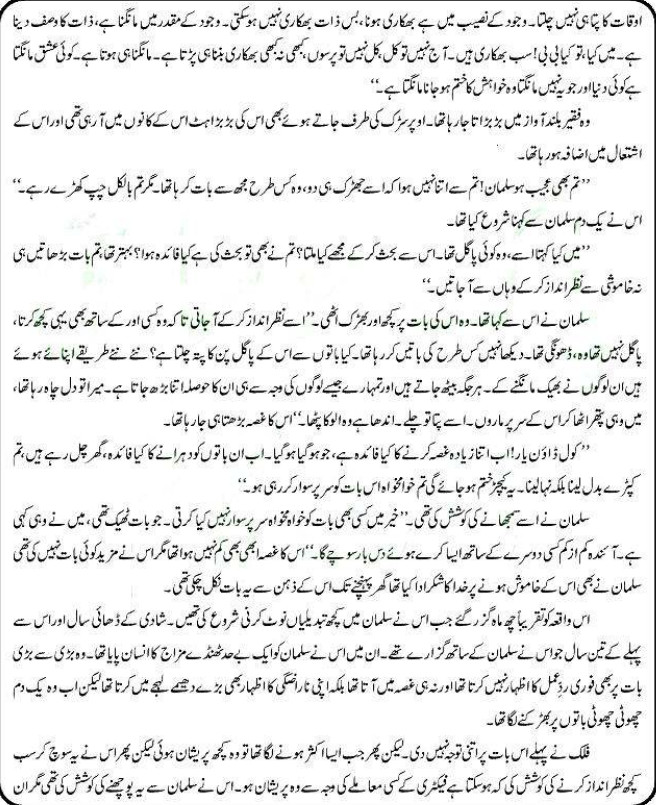 اوقات کا پتا ہی نہیں چلتا۔ وجود کے نصیب میں ہے بھکاری ہونا، بس ذات بھکاری نہیں ہو سکتی۔ وجود کے مقدر میں مانگنا ہے، ذات کا وصف دینا
ہے۔ میں کیا، تو کیا بی بی! سب بھکاری ہیں۔ آج نہیں تو کل، کل نہیں تو پرسوں، کبھی نہ کبھی بھکاری بننا ہی پڑتا ہے۔ مانگنا ہی ہوتا ہے۔ کوئی عشق مانگتا
ہے کوئی دنیا اور جو یہ نہیں مانگتا وہ خواہش کا ختم ہو جانا مانگتا ہے۔‘‘
وہ فقیر بلند آواز میں بڑبڑاتا جا رہا تھا۔ اوپر سڑک کی طرف جاتے ہوئے بھی اس کی بڑبڑاہٹ اس کے کانوں میں آ رہی تھی اور اس کے
اشتعال میں اضافہ ہو رہا تھا۔
’’تم بھی عجیب ہو سلمان! تم سے اتنا نہیں ہوا کہ اسے جھڑک ہی دو، وہ کس طرح مجھ سے بات کر رہا تھا۔ مگر تم بالکل چپ کھڑے رہے۔‘‘
اس نے یک دم سلمان سے کہنا شروع کیا تھا۔
’’میں کیا کہتا اسے، وہ کوئی پاگل تھا۔ اس سے بحث کر کے مجھے کیا ملتا؟ تم نے بھی تو بحث کی ہے کیا فائدہ ہوا؟ بہتر تھا، تم بات بڑھاتیں ہی
نہ خاموشی سے نظر انداز کر کے وہاں سے آ جاتیں۔‘‘
سلمان نے اس سے کہا تھا۔ وہ اس کی بات پر کچھ اور بھڑک اٹھی۔ ’’اسے نظر انداز کر کے آ جاتی تا کہ وہ کسی اور کے ساتھ بھی یہی کچھ کرتا،
پاگل نہیں تھا وہ، ڈھونگی تھا۔ دیکھا نہیں کس طرح کی باتیں کر رہا تھا۔ کیا باتوں سے اس کے پاگل پن کا پتہ چلتا ہے؟ نئے نئے طریقے اپنائے ہوئے
ہیں ان لوگوں نے بھیک مانگنے کے۔ ہر جگہ بیٹھ جاتے ہیں اور تمہارے جیسے لوگوں کی وجہ سے ہی ان کا حوصلہ اتنا بڑھ جاتا ہے۔ میرا تو دل چاہ رہا تھا،
میں وہی پتھر اٹھا کر اس کے سر پر ماروں۔ اسے پتا تو چلے۔ اندھا ہے وہ الو کا پٹھا۔‘‘ اس کا غصہ بڑھتا ہی جا رہا تھا۔
’’کول ڈاؤن یار! اب اتنا زیادہ غصہ کرنے کا کیا فائدہ ہے، جو ہو گیا ہو گیا۔ اب ان باتوں کو دہرانے کا کیا فائدہ، گھر چل رہے ہیں، تم
کپڑے بدل لینا بلکہ نہا لینا۔ یہ کیچڑ ختم ہو جائے گی تم خوامخواہ اس بات کو سر پر سوار کر رہی ہو۔‘‘
سلمان نے اسے سمجھانے کی کوشش کی تھی۔ ’’خیر میں کسی بھی بات کو خواہ مخواہ سر پر سوار نہیں کیا کرتی۔ جو بات ٹھیک تھی، میں نے وہی کہی
ہے۔ آئندہ کم از کم کسی دوسرے کے ساتھ ایسا کرے ہوئے دس بار سوچے گا۔‘‘ اس کا غصہ ابھی بھی کم نہیں ہوا تھا مگر اس نے مزید کوئی بات نہیں کی تھی
سلمان نے بھی اس کے خاموش ہونے پر خدا کا شکر ادا کیا تھا گھر پہنچنے تک اس کے ذہن سے یہ بات نکل چکی تھی۔
اس واقعہ کو تقریباً چھ ماہ گزر گئے جب اس نے سلمان میں کچھ تبدیلیاں نوٹ کرنی شروع کی تھیں۔ شادی کے ڈھائی سال اور اس سے
پہلے کے تین سال جو اس نے سلمان کے ساتھ گزارے تھے۔ ان میں اس نے سلمان کو ایک بے حد ٹھنڈے مزاج کا انسان پایا تھا۔ وہ بڑی سے بڑی
بات پر بھی فوری ردِعمل کا اظہار نہیں کرتا تھا اور نہ ہی غصہ میں آتا تھا بلکہ اپنی ناراضگی کا اظہار بھی بڑے دھیمے لہجے میں کرتا تھا لیکن اب وہ یک دم
چھوٹی چھوٹی باتوں پر بھڑکنے لگا تھا۔
فلک نے پہلے اس بات پر اتنی توجہ نہیں دی۔ لیکن پھر جب ایسا اکثر ہونے لگا تھا تو وہ کچھ پریشان ہوئی لیکن پھر اس نے یہ سوچ کر سب
کچھ نظر انداز کرنے کی کوشش کی کہ ہو سکتا ہے فیکٹری کے کسی معاملے کی وجہ سے وہ پریشان ہو۔ اس نے سلمان سے یہ پوچھنے کی کوشش کی تھی مگر ان